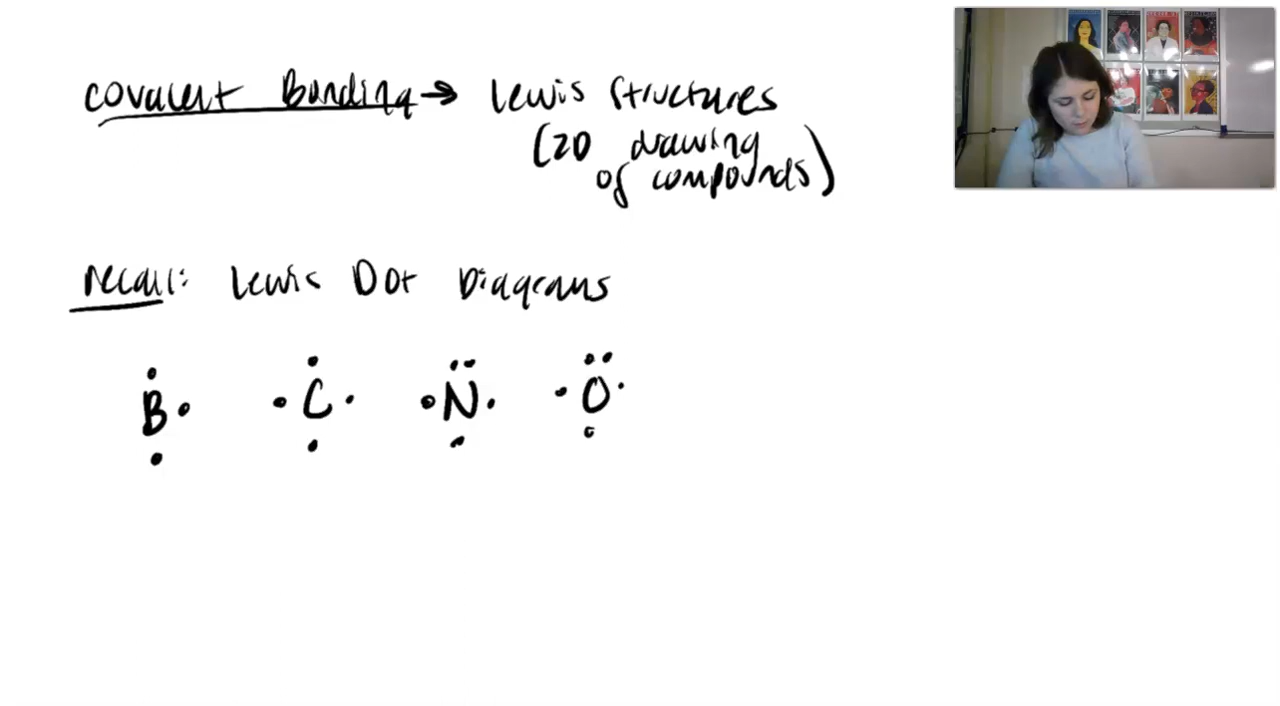 covalent Bonding → Lewis Structures
(2D drawing
of compounds)
recall: Lewis Dot Diagrams
B C N O